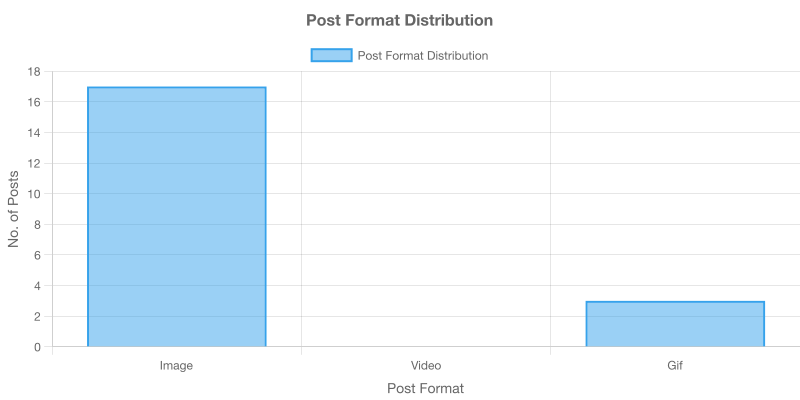 Post Format Distribution
Post Format Distribution
18
16
14
12
10
8
6
4
2
0
No. of Posts
Image Video Gif
Post Format